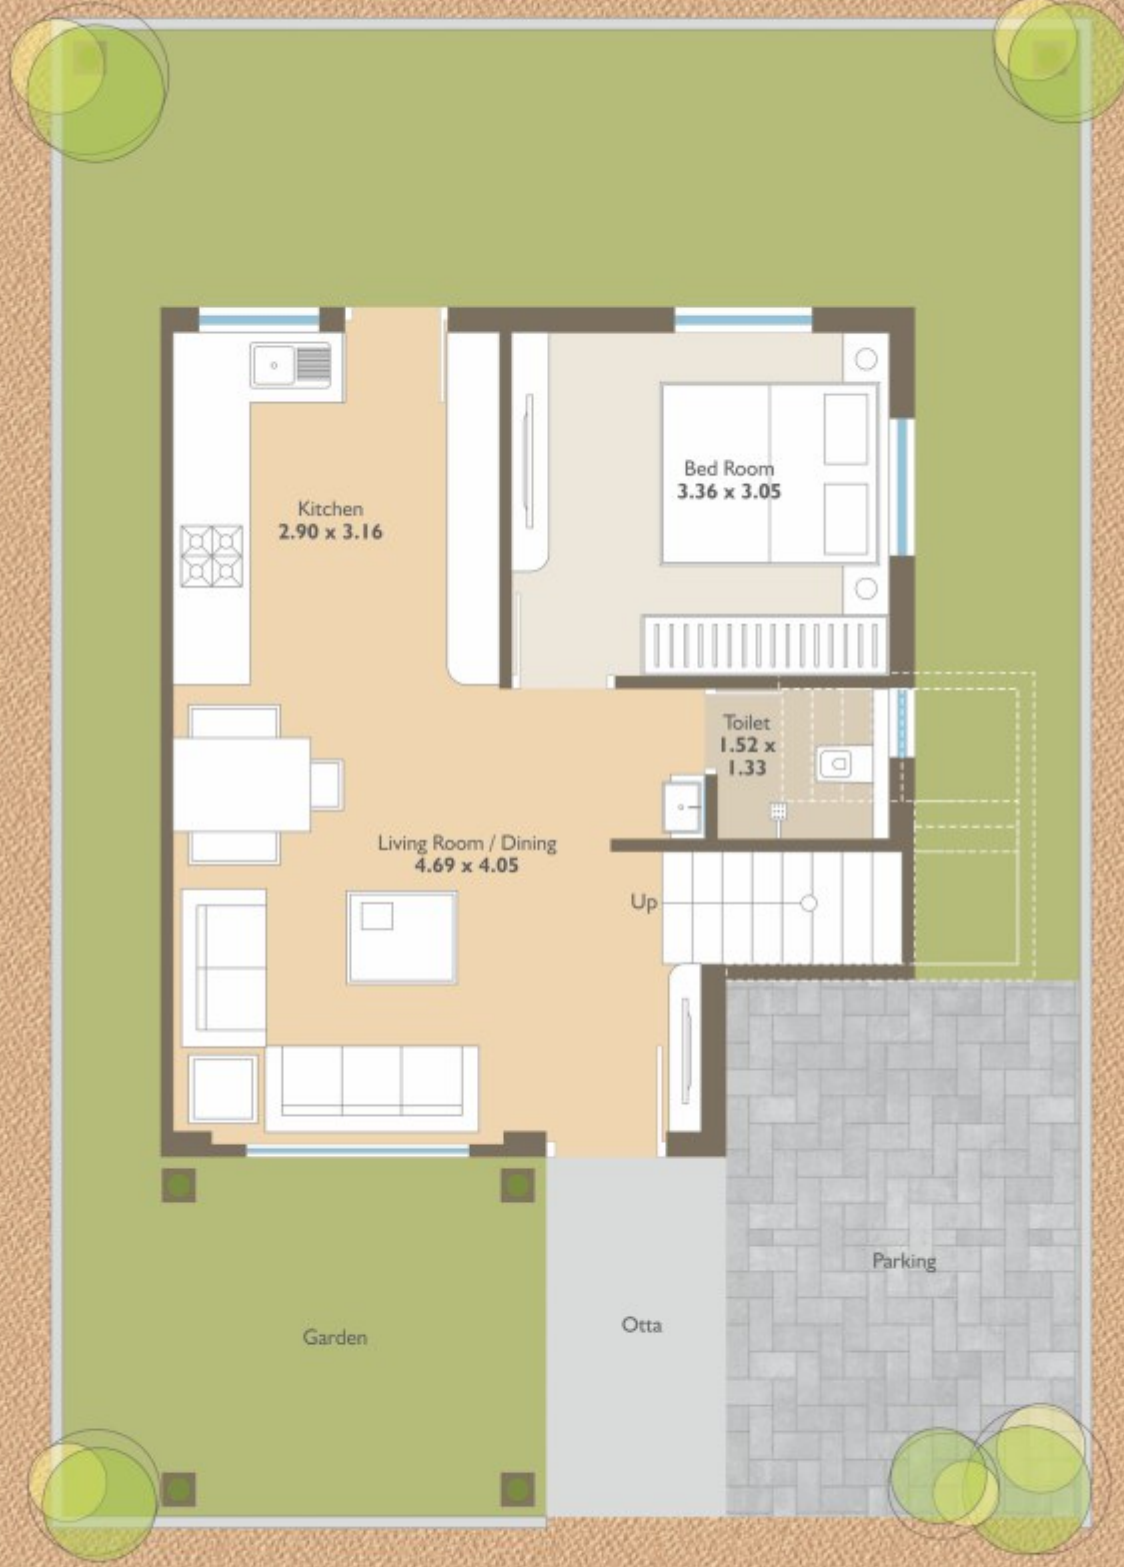 Bed Room
3.36 x 3.05
Kitchen
2.90 x 3.16
Toilet
1.52 x
1.33
Living Room / Dining
4.69 x 4.05
Up
Parking
Otta
Garden